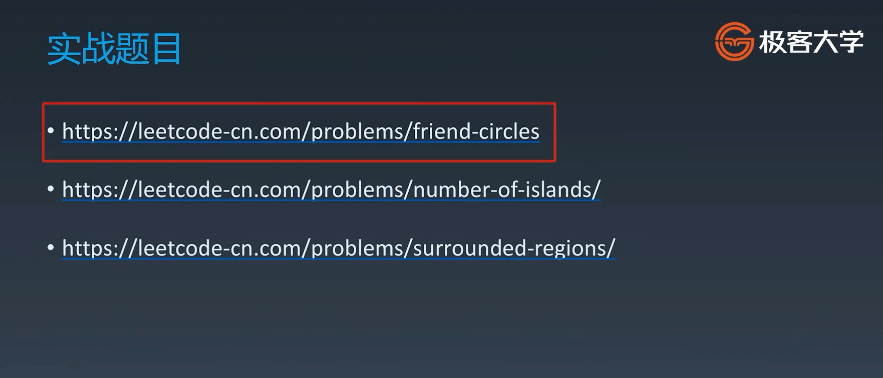 实战题目
极客大学
• https://leetcode-cn.com/problems/friend-circles
• https://leetcode-cn.com/problems/number-of-islands/
• https://leetcode-cn.com/problems/surrounded-regions/